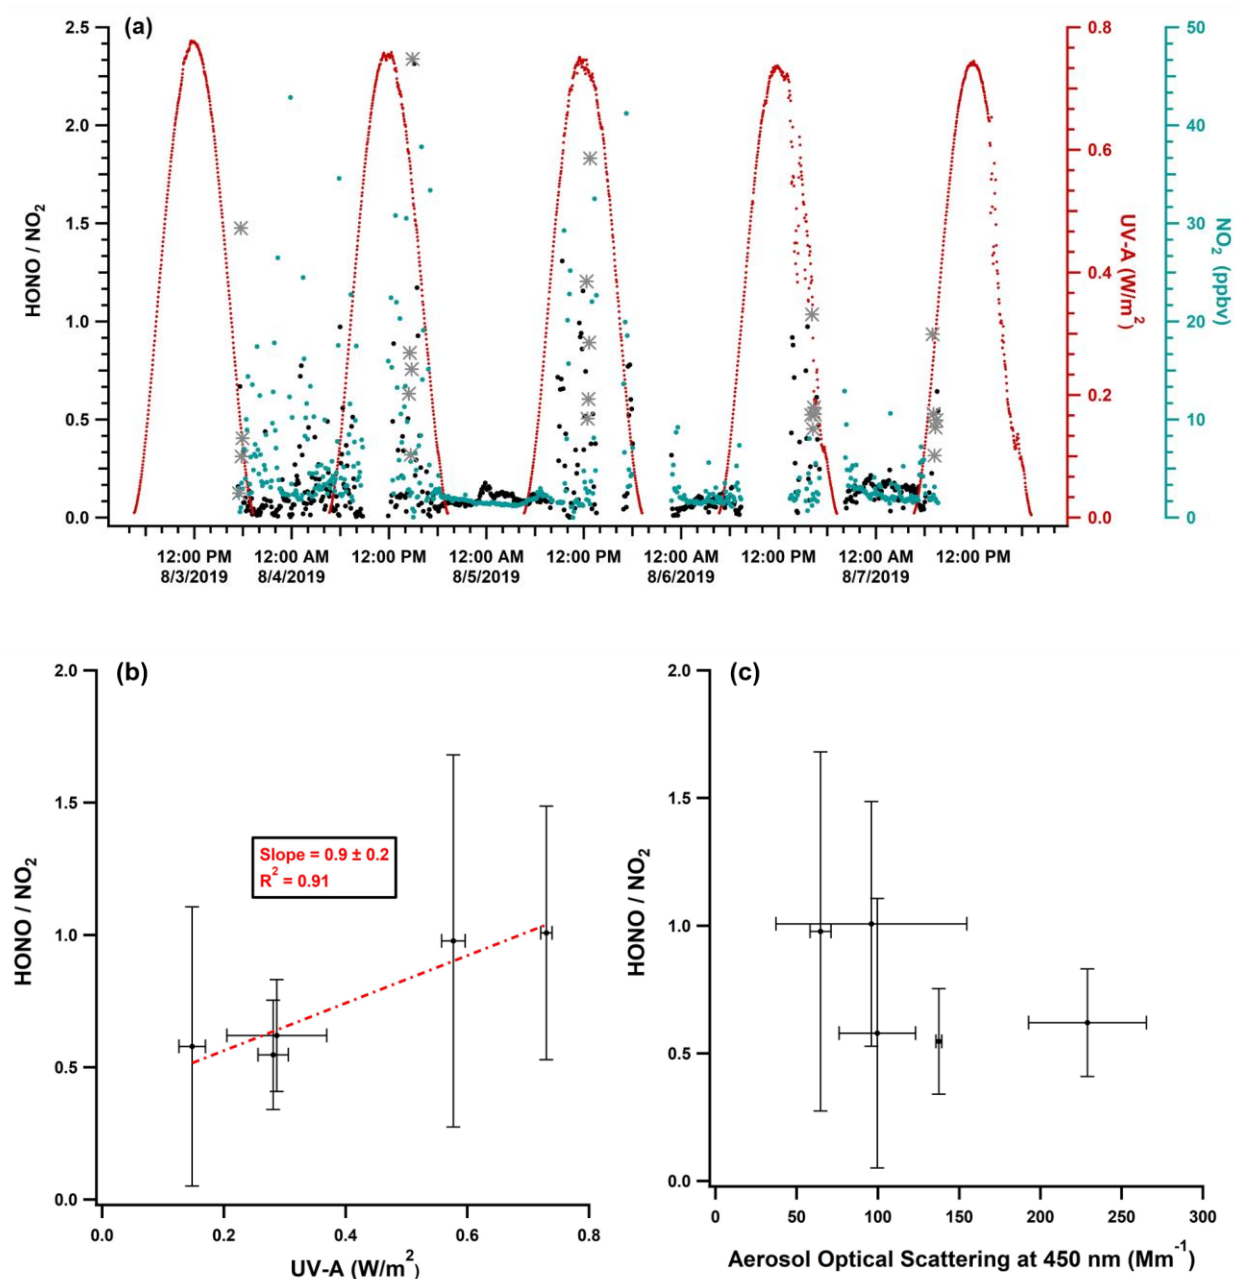 (a)
2.5
2.0
1.5
1.0
0.5
0.0
HONO / NO2
0.8
0.6
0.4
0.2
0.0
UV-A (W/m2)
50
40
30
20
10
0
NO2 (ppbv)
12:00 PM 12:00 AM 12:00 PM 12:00 AM 12:00 PM 12:00 AM 12:00 PM 12:00 AM 12:00 PM
8/3/2019 8/4/2019 8/5/2019 8/6/2019 8/7/2019
(b)
2.0
1.5
1.0
0.5
0.0
HONO / NO2
Slope = 0.9 ± 0.2
R2 = 0.91
0.0 0.2 0.4 0.6 0.8
UV-A (W/m2)
(c)
2.0
1.5
1.0
0.5
0.0
HONO / NO2
0 50 100 150 200 250 300
Aerosol Optical Scattering at 450 nm (Mm-1)